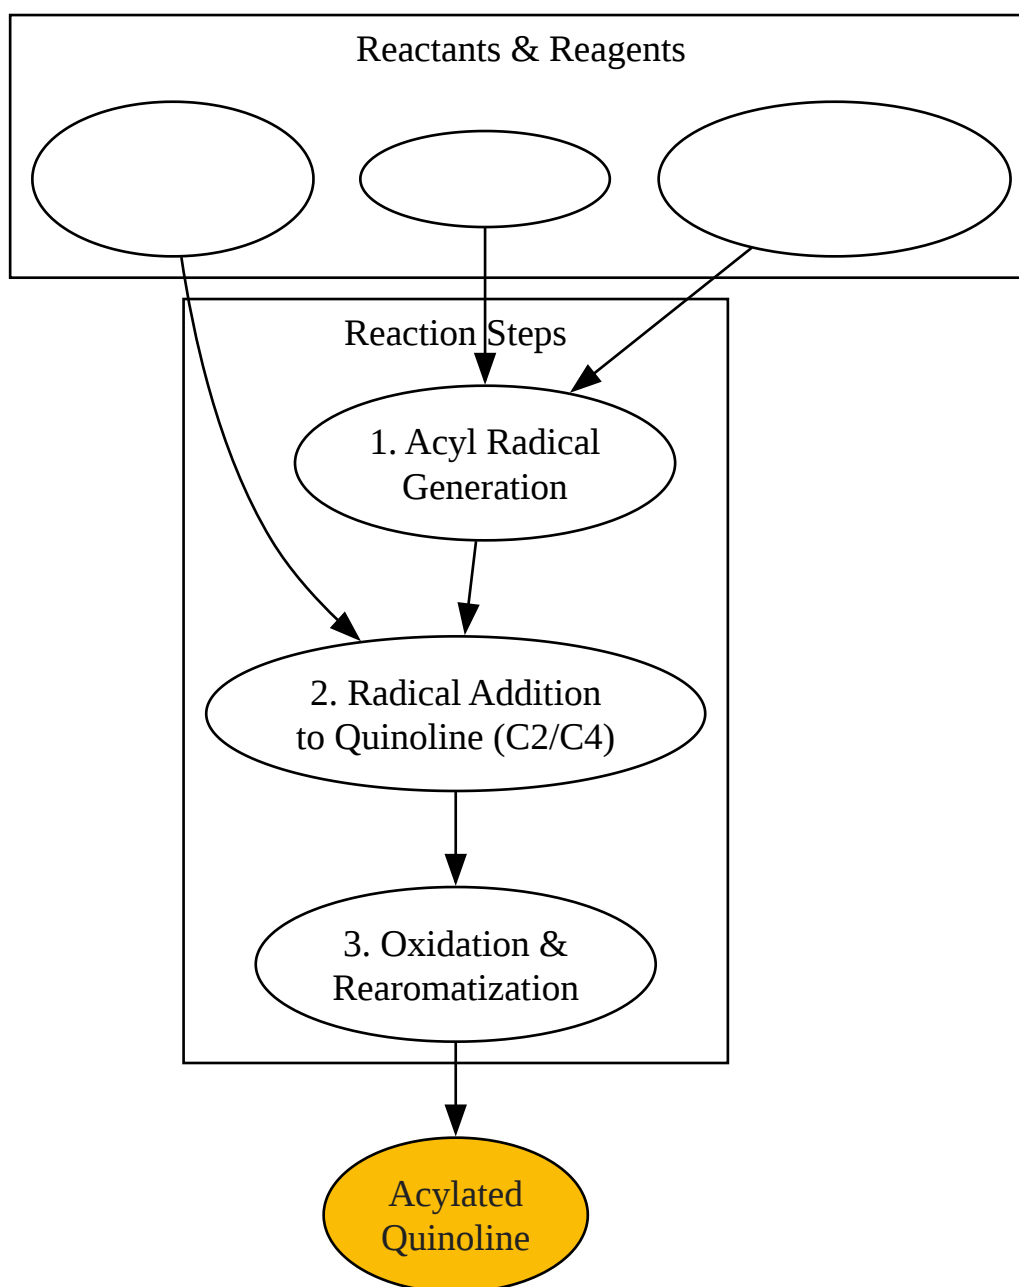 Reactants & Reagents
Reaction Steps
1. Acyl Radical
Generation
2. Radical Addition
to Quinoline (C2/C4)
3. Oxidation &
Rearomatization
Acylated
Quinoline